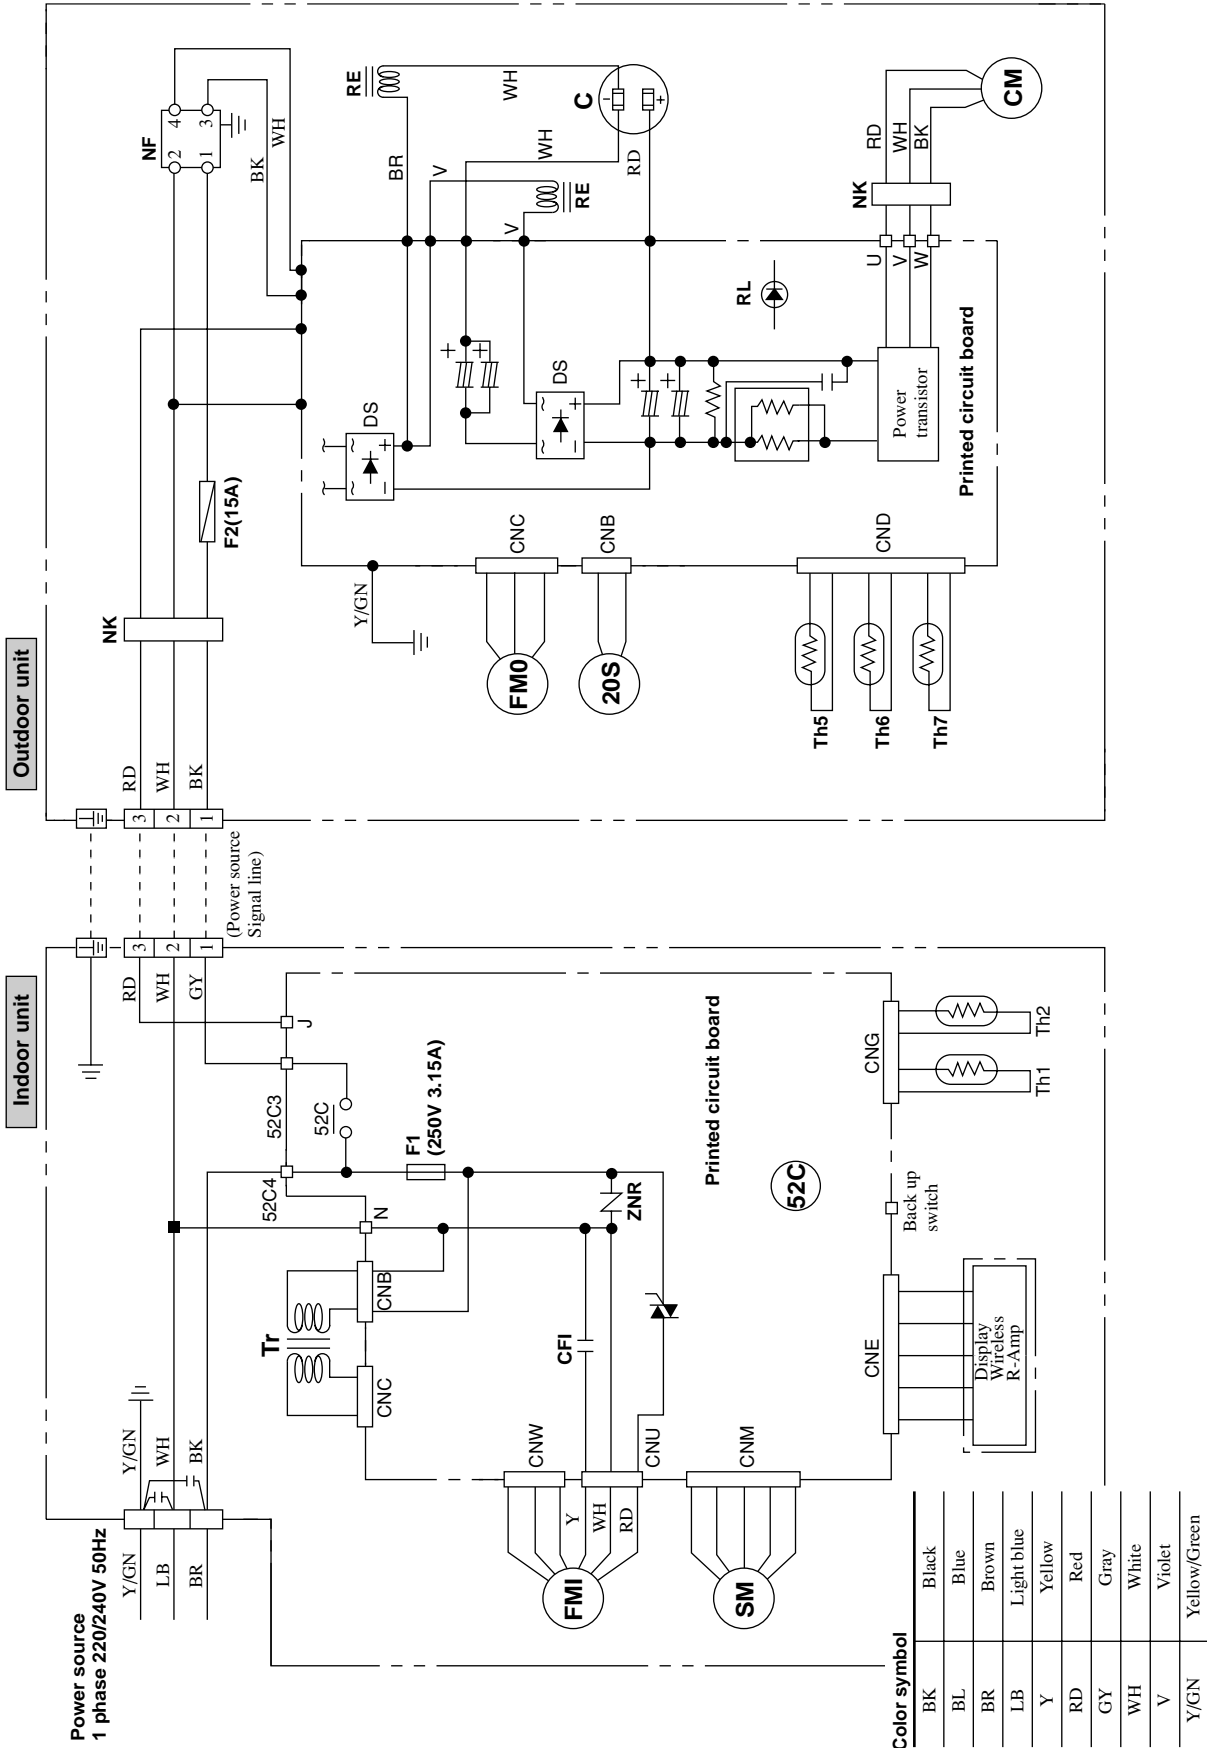 Indoor unit
Outdoor unit
Power source
1 phase 220/240V 50Hz
Y/GN
LB
BR
Y/GN
WH
BK
RD
WH
GY
3
2
1
(Power source
Signal line)
3
2
1
RD
WH
BK
NK
F2(15A)
NF
2
4
1
3
BK
WH
52C4
52C3
J
N
52C
F1
(250V 3.15A)
Tr
CNC
CNB
ZNR
CFI
CNW
Y
WH
RD
CNU
FMI
CNM
SM
Printed circuit board
52C
CNG
Th1
Th2
Back up
switch
CNE
Display
Wireless
R-Amp
Y/GN
CNC
FM0
CNB
20S
CND
Th5
Th6
Th7
DS
~
~
−
+
DS
~
~
−
+
+
+
+
+
BR
V
V
WH
WH
RD
RE
RE
C
−
+
RL
Power
transistor
Printed circuit board
U
V
W
NK
RD
WH
BK
CM
Color symbol
BK Black
BL Blue
BR Brown
LB Light blue
Y Yellow
RD Red
GY Gray
WH White
V Violet
Y/GN Yellow/Green